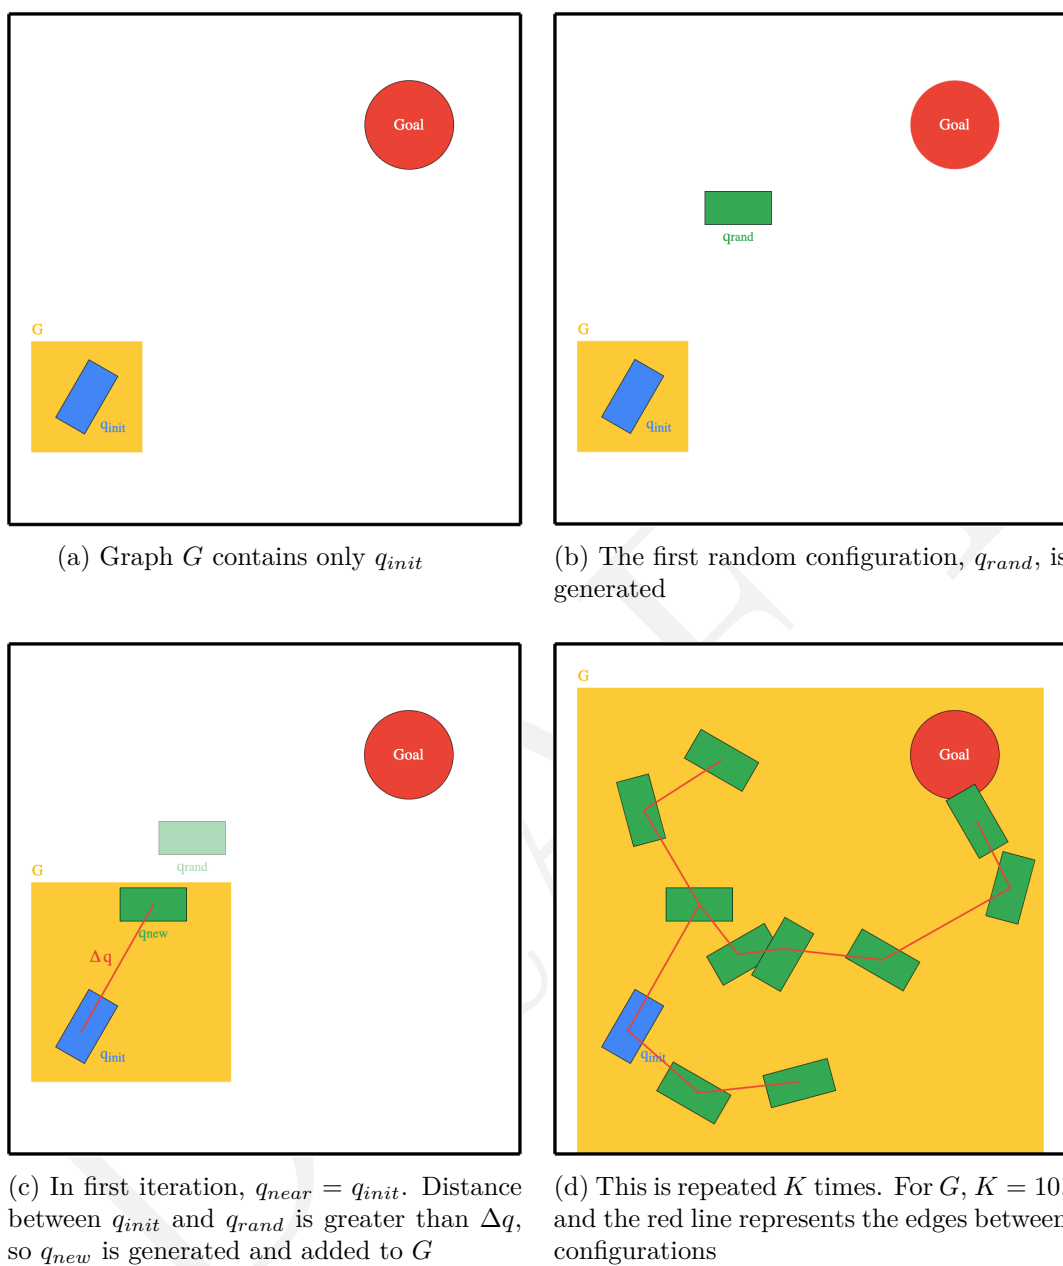 Goal
G
qinit
(a) Graph G contains only qinit
Goal
qrand
G
qinit
(b) The first random configuration, qrand, is
generated
Goal
qrand
G
qnew
Δq
qinit
(c) In first iteration, qnear = qinit. Distance
between qinit and qrand is greater than Δq,
so qnew is generated and added to G
G
Goal
qinit
(d) This is repeated K times. For G, K = 10,
and the red line represents the edges between
configurations